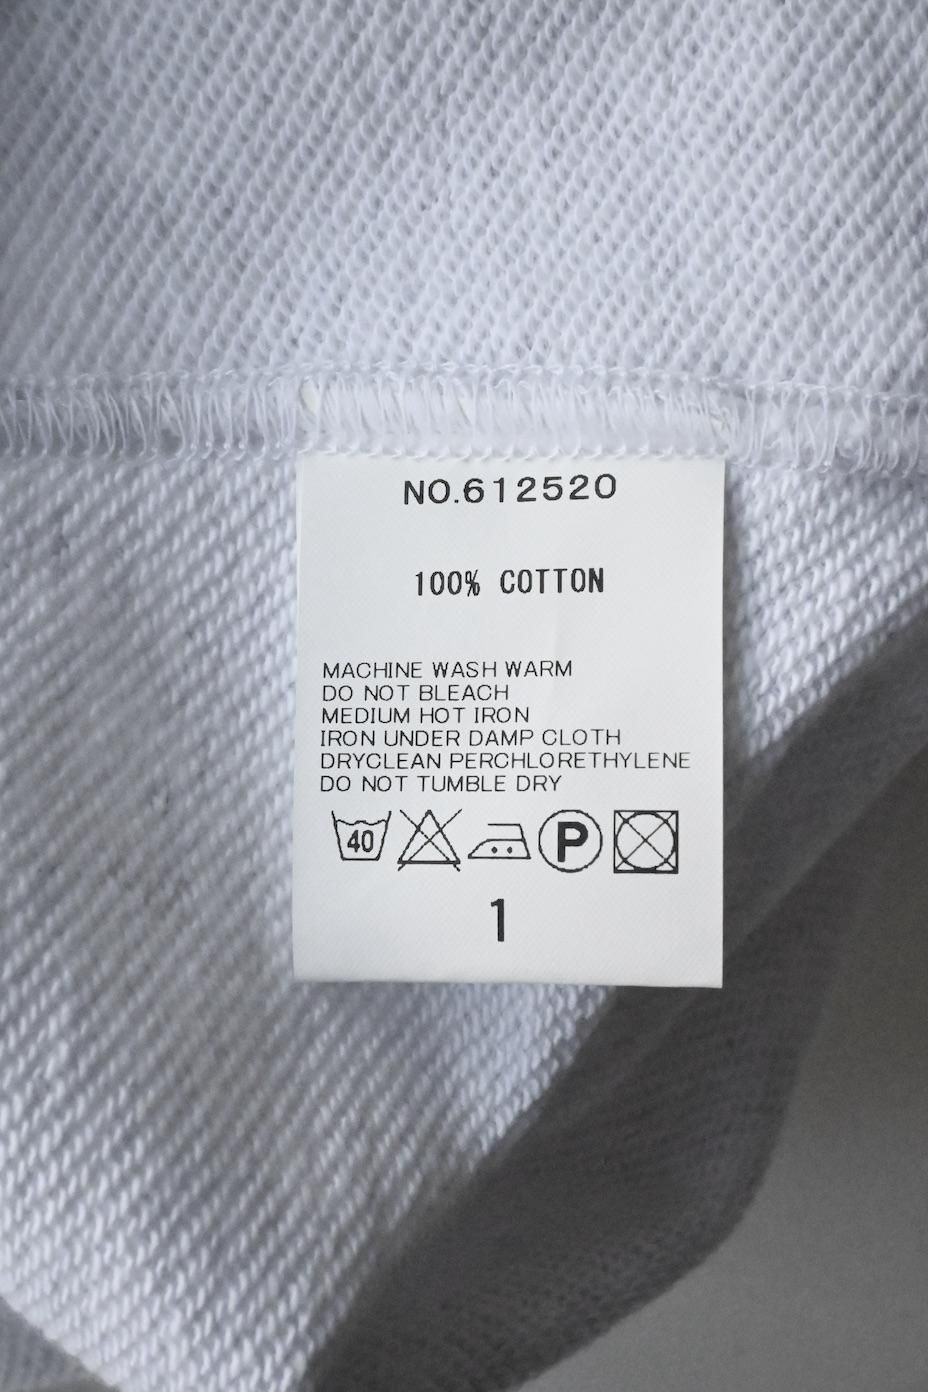 NO.612520
100% COTTON
MACHINE WASH WARM
DO NOT BLEACH
MEDIUM HOT IRON
IRON UNDER DAMP CLOTH
DRYCLEAN PERCHLORETHYLENE
DO NOT TUMBLE DRY
40 P
1